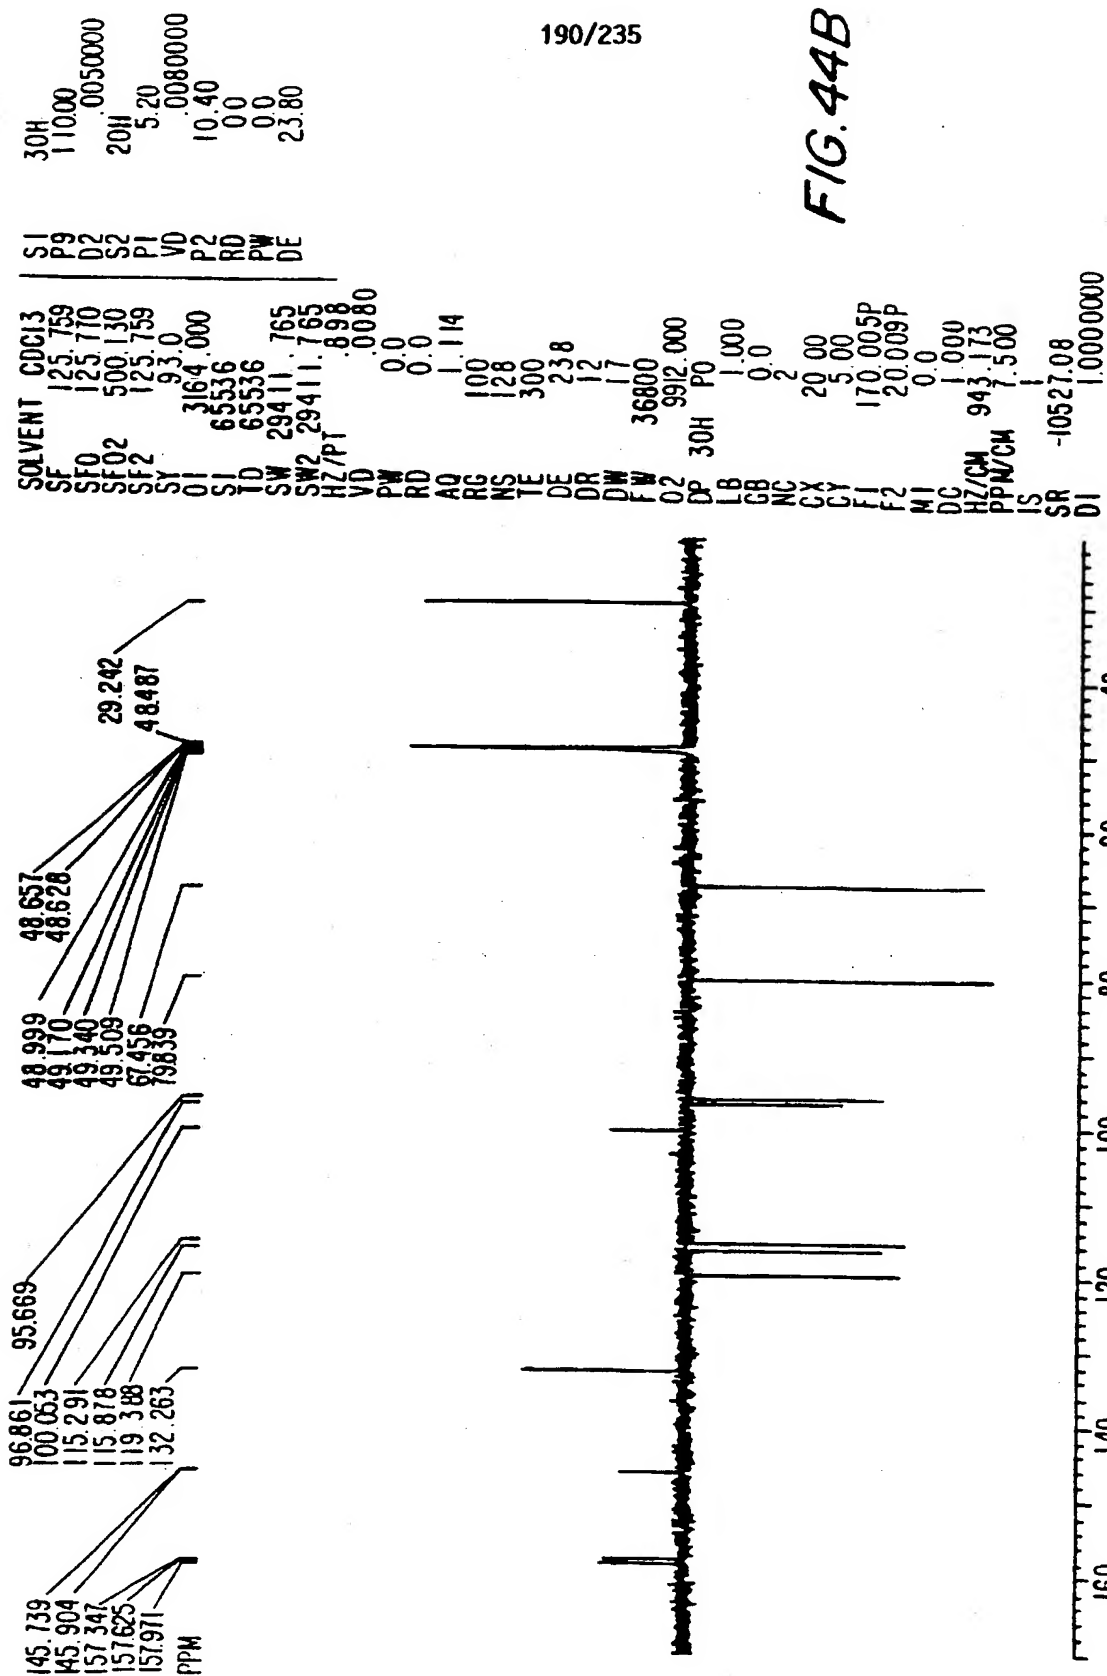 190/235
FIG. 44B
SOLVENT CDCl3
SF 125.759
SFO 125.770
SFO2 500.130
SF2 125.759
SY 93.0
O1 3164.000
SI 65536
TD 65536
SW 29411.765
SW2 29411.765
HZ/PT .898
VD .0080
PW 0.0
RD 0.0
AQ 1.114
RG 100
NS 128
TE 300
DE 23.8
DR 12
DW 17
FW 36800
O2 9912.000
DP 30H PO
LB 1.000
GB 0.0
NC 2
CX 20.00
CY 5.00
F1 170.005P
F2 20.009P
MI 0.0
DC 1.000
HZ/CM 943.173
PPM/CM 7.500
IS 1
SR -10527.08
D1 1.0000000
S1 30H
P9 110.00
D2 .0050000
S2 20H
P1 5.20
VD .0080000
P2 10.40
RD 0.0
PW 0.0
DE 23.80
145.739
145.904
157.347
157.625
157.971
PPM
96.861
95.669
100.053
115.291
115.878
119.388
132.263
48.657
48.628
48.999
49.170
49.340
49.509
67.456
79.839
29.242
48.487
160
140
120
100
80
60
40